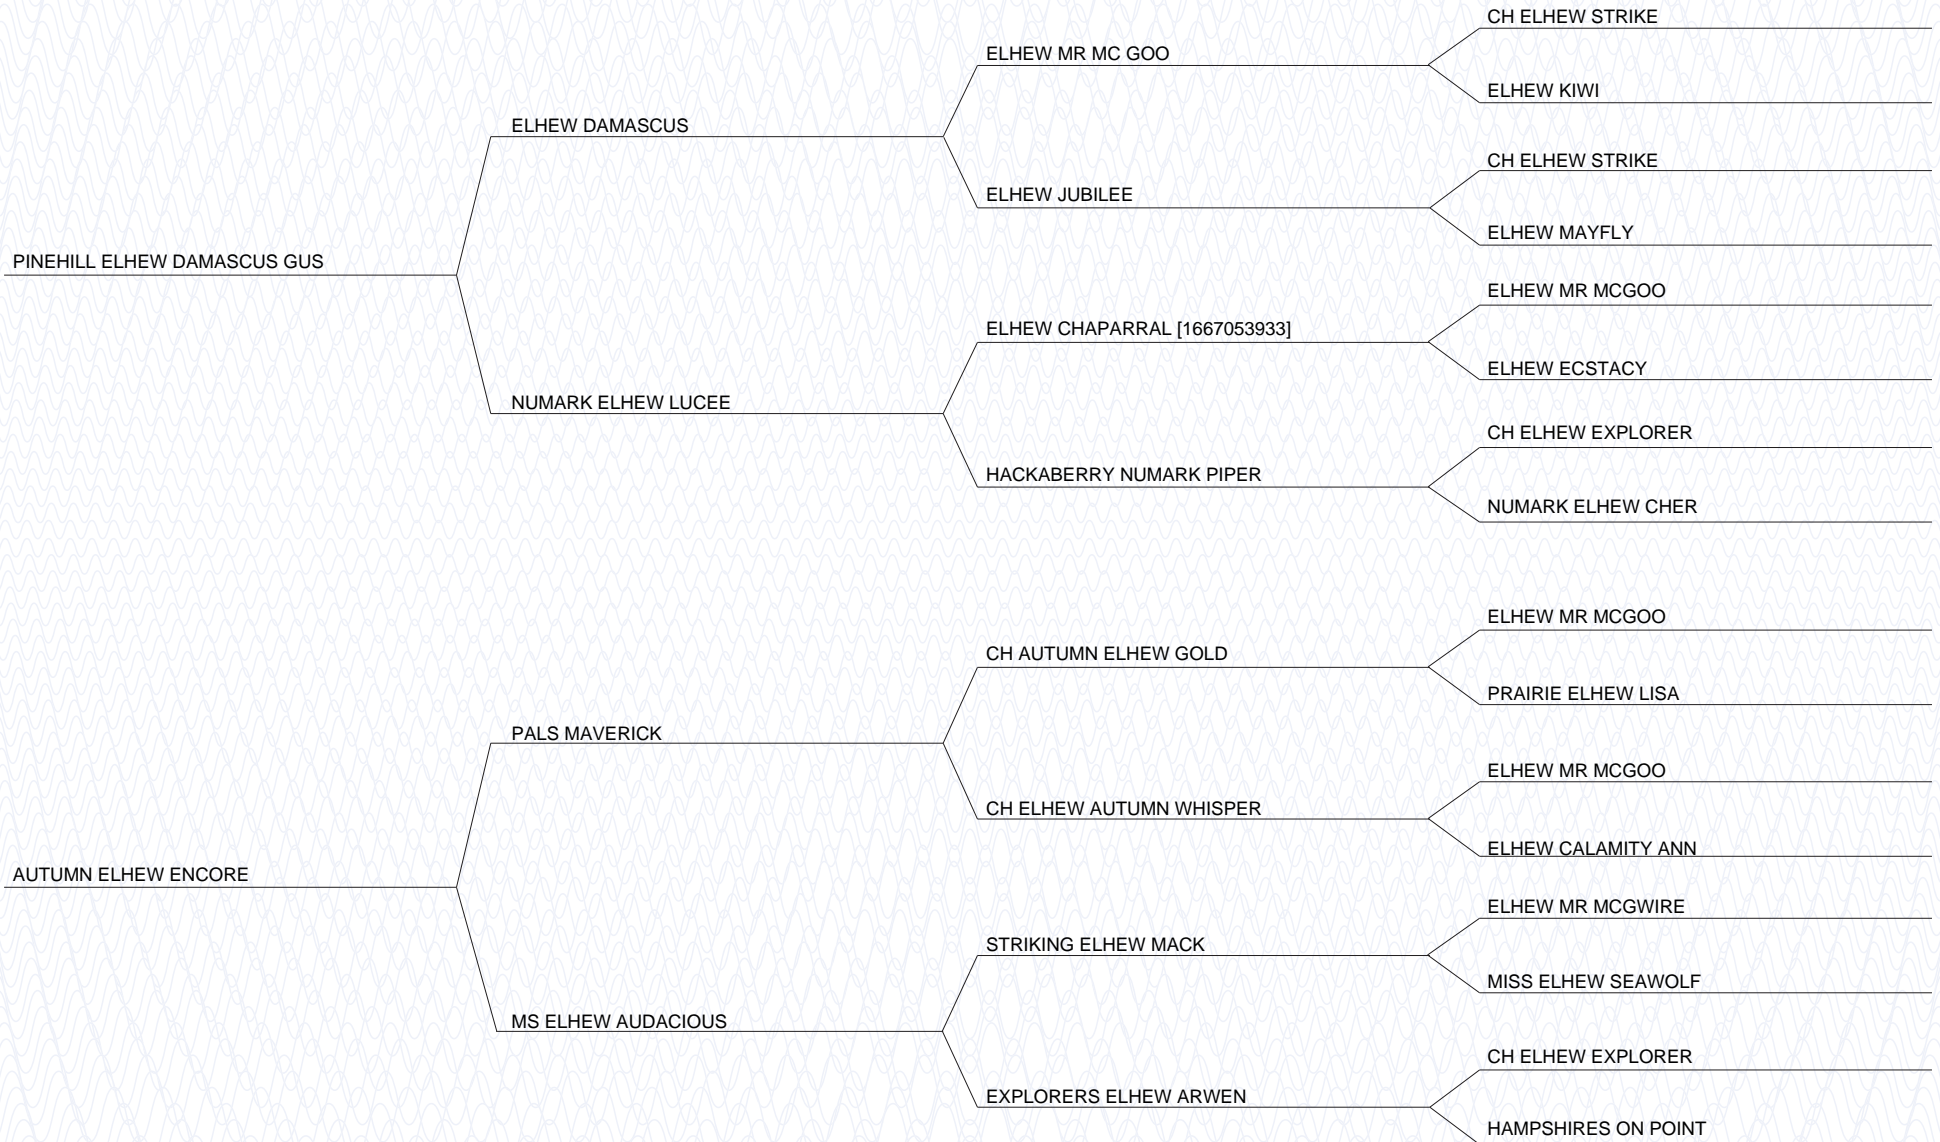 CH ELHEW STRIKE
ELHEW MR MC GOO
ELHEW KIWI
ELHEW DAMASCUS
CH ELHEW STRIKE
ELHEW JUBILEE
ELHEW MAYFLY
PINEHILL ELHEW DAMASCUS GUS
ELHEW MR MCGOO
ELHEW CHAPARRAL [1667053933]
ELHEW ECSTACY
NUMARK ELHEW LUCEE
CH ELHEW EXPLORER
HACKABERRY NUMARK PIPER
NUMARK ELHEW CHER
ELHEW MR MCGOO
CH AUTUMN ELHEW GOLD
PRAIRIE ELHEW LISA
PALS MAVERICK
ELHEW MR MCGOO
CH ELHEW AUTUMN WHISPER
ELHEW CALAMITY ANN
AUTUMN ELHEW ENCORE
ELHEW MR MCGWIRE
STRIKING ELHEW MACK
MISS ELHEW SEAWOLF
MS ELHEW AUDACIOUS
CH ELHEW EXPLORER
EXPLORERS ELHEW ARWEN
HAMPSHIRES ON POINT